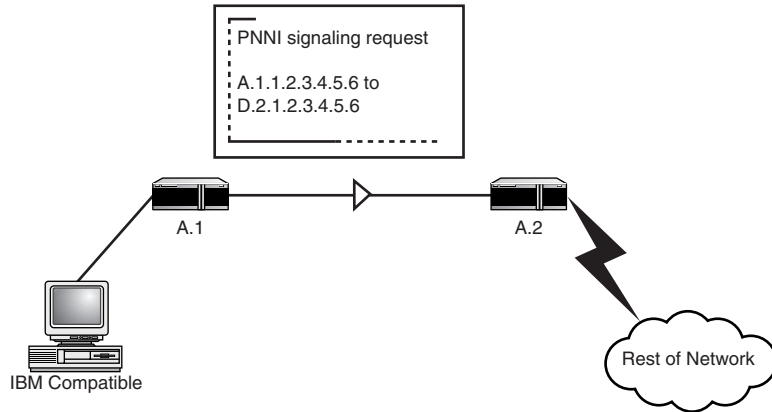 PNNI signaling request
A.1.1.2.3.4.5.6 to
D.2.1.2.3.4.5.6
A.1
A.2
Rest of Network
IBM Compatible